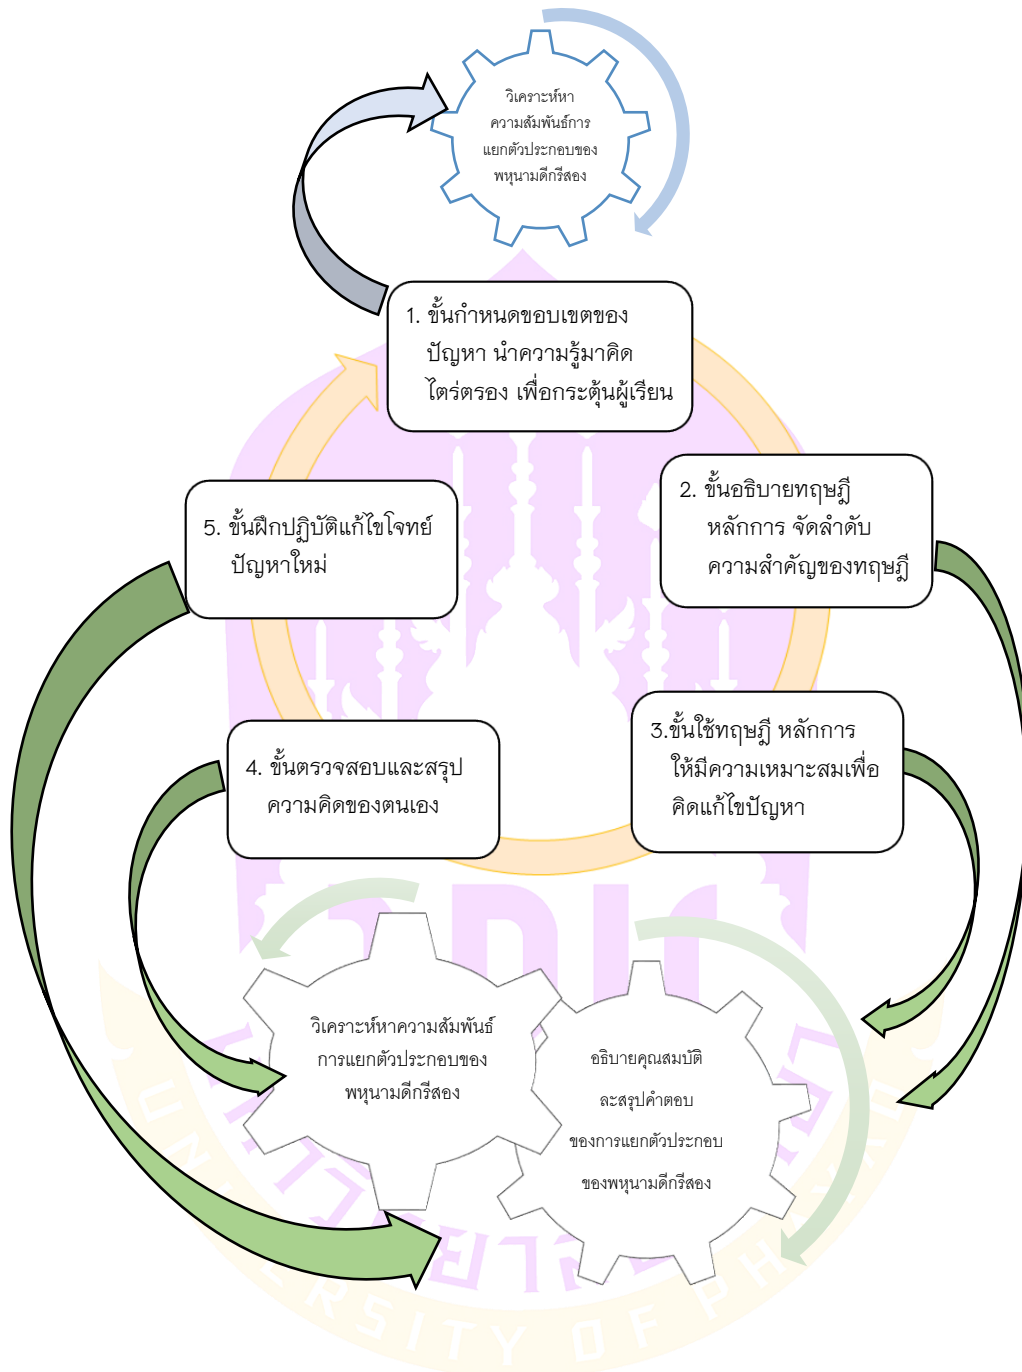 วิเคราะห์หา
ความสัมพันธ์การ
แยกตัวประกอบของ
พหุนามดีกรีสอง
1. ขั้นกำหนดขอบเขตของ
ปัญหา นำความรู้มาคิด
ไตร่ตรอง เพื่อกระตุ้นผู้เรียน
2. ขั้นอธิบายทฤษฎี
หลักการ จัดลำดับ
ความสำคัญของทฤษฎี
5. ขั้นฝึกปฏิบัติแก้ไขโจทย์
ปัญหาใหม่
3.ขั้นใช้ทฤษฎี หลักการ
ให้มีความเหมาะสมเพื่อ
คิดแก้ไขปัญหา
4. ขั้นตรวจสอบและสรุป
ความคิดของตนเอง
วิเคราะห์หาความสัมพันธ์
การแยกตัวประกอบของ
พหุนามดีกรีสอง
อธิบายคุณสมบัติ
ละสรุปคำตอบ
ของการแยกตัวประกอบ
ของพหุนามดีกรีสอง
UNIVERSITY OF PHAYAO